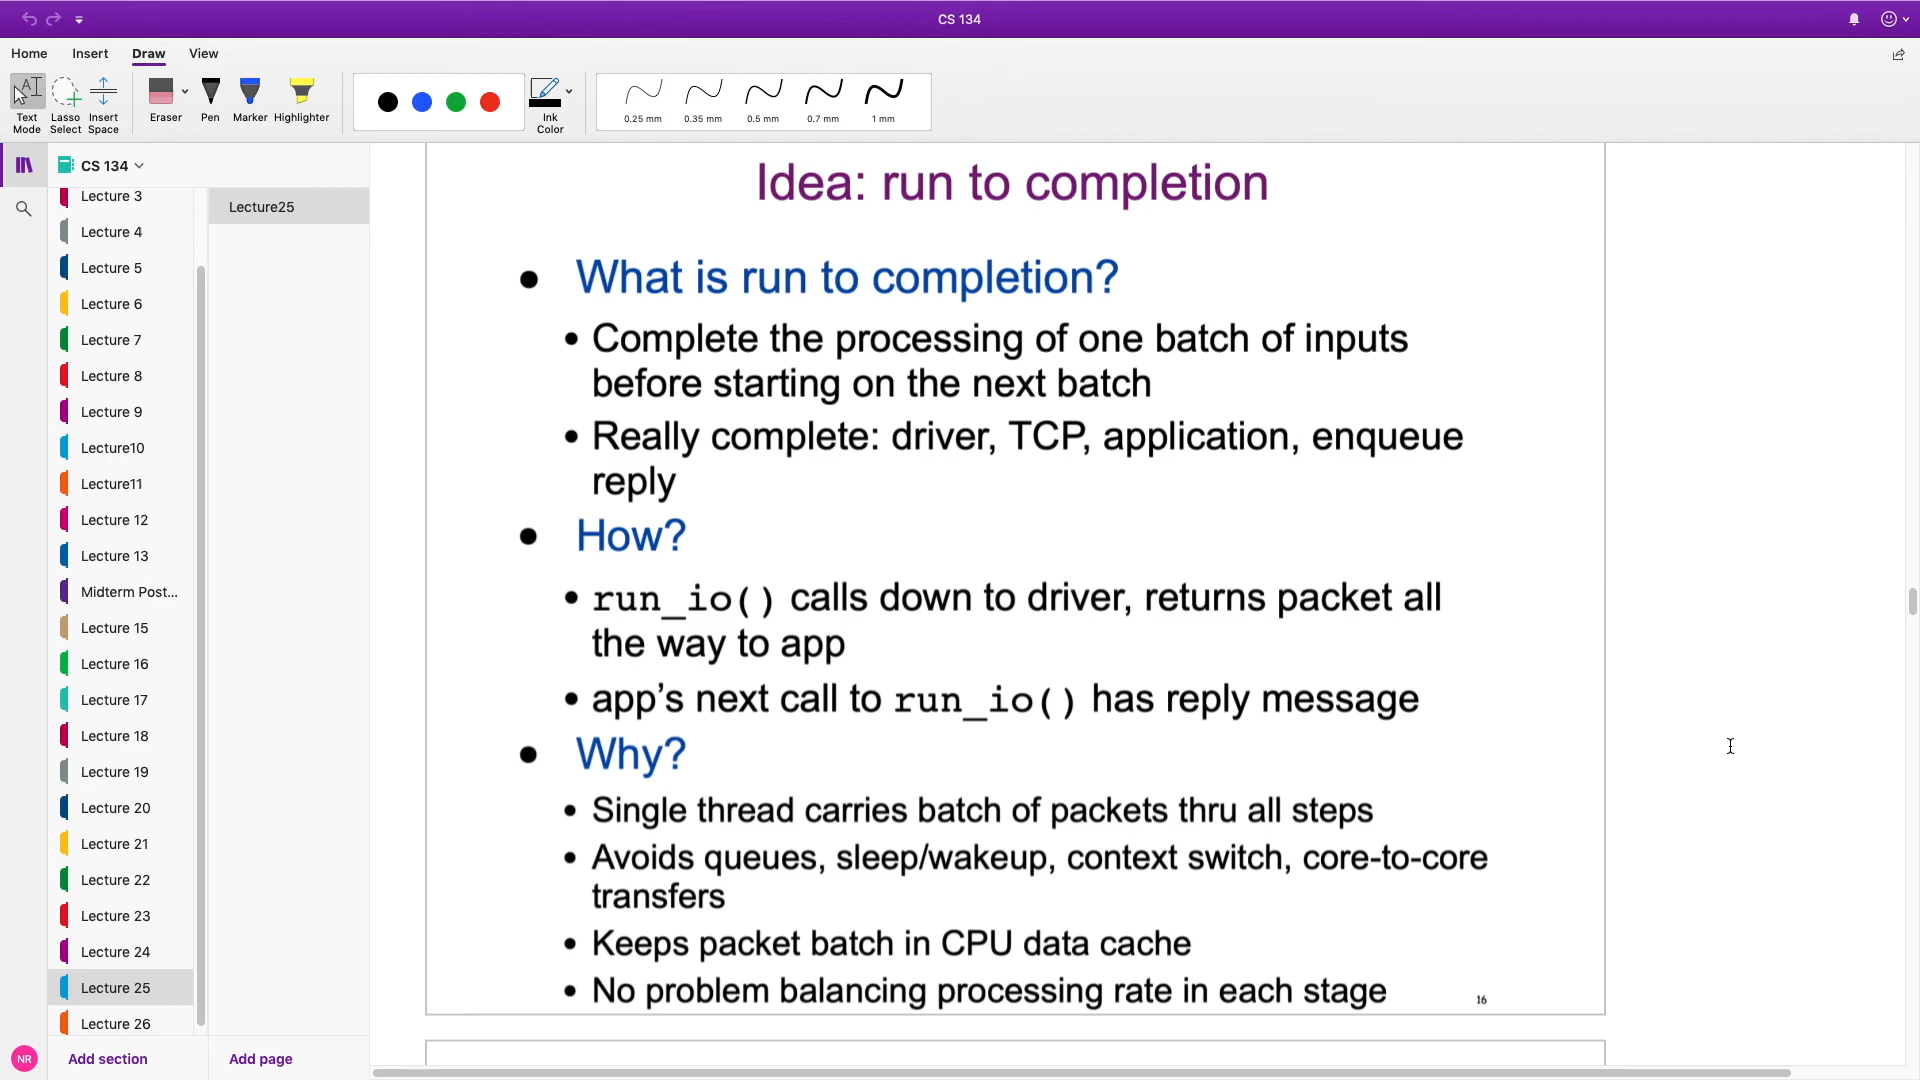 CS 134
Home Insert Draw View
Text Mode
Lasso Select
Insert Space
Eraser
Pen
Marker
Highlighter
Ink Color
0.25 mm
0.35 mm
0.5 mm
0.7 mm
1 mm
CS 134
Lecture 3
Lecture 4
Lecture 5
Lecture 6
Lecture 7
Lecture 8
Lecture 9
Lecture10
Lecture11
Lecture 12
Lecture 13
Midterm Post...
Lecture 15
Lecture 16
Lecture 17
Lecture 18
Lecture 19
Lecture 20
Lecture 21
Lecture 22
Lecture 23
Lecture 24
Lecture 25
Lecture 26
NR
Add section
Lecture25
Add page
Idea: run to completion
• What is run to completion?
• Complete the processing of one batch of inputs
before starting on the next batch
• Really complete: driver, TCP, application, enqueue
reply
• How?
• run_io() calls down to driver, returns packet all
the way to app
• app’s next call to run_io() has reply message
• Why?
• Single thread carries batch of packets thru all steps
• Avoids queues, sleep/wakeup, context switch, core-to-core
transfers
• Keeps packet batch in CPU data cache
• No problem balancing processing rate in each stage
16